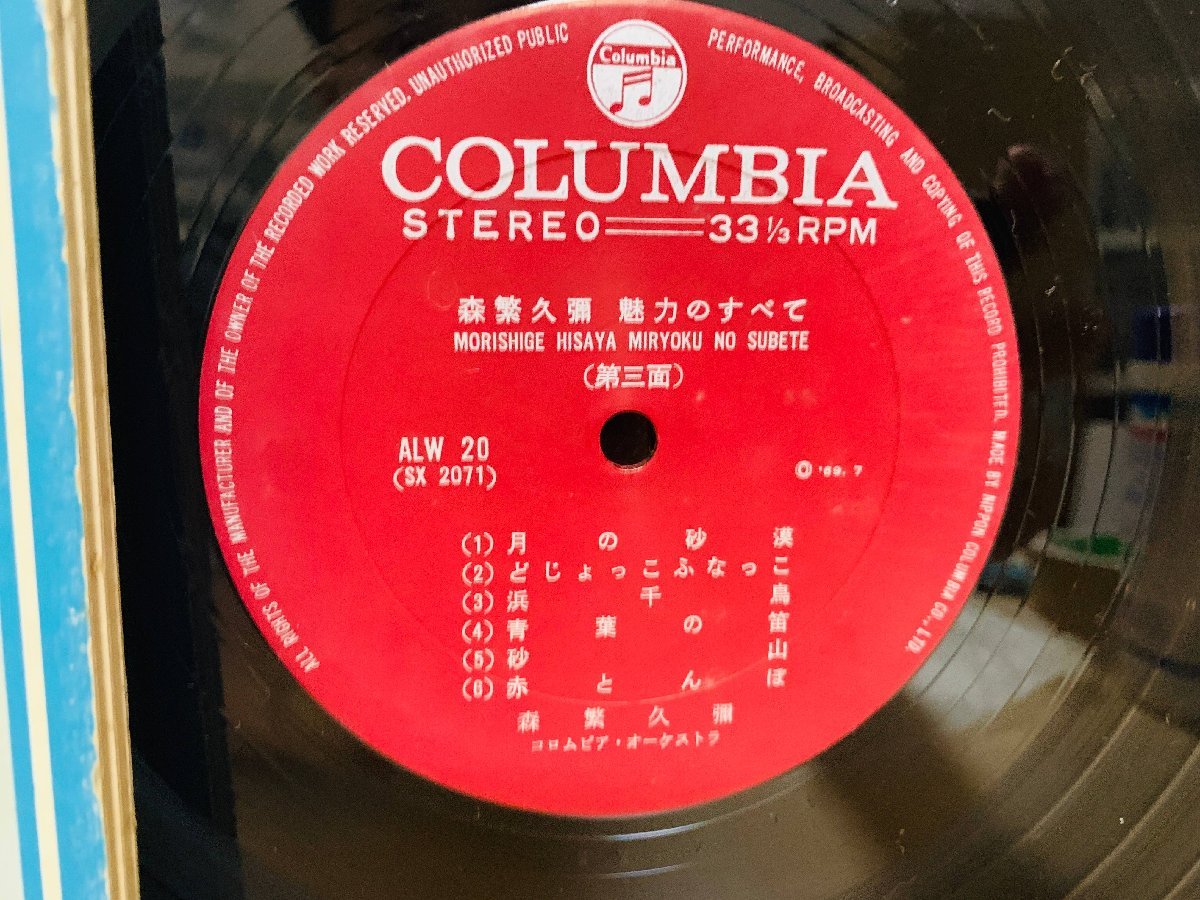 ALL RIGHTS OF THE MANUFACTURER AND OF THE OWNER OF THE RECORDED WORK RESERVED. UNAUTHORIZED PUBLIC PERFORMANCE, BROADCASTING AND COPYING OF THIS RECORD PROHIBITED. MADE BY NIPPON COLUMBIA CO., LTD.
Columbia
COLUMBIA
STEREO 33 1/3 RPM
森繁久彌 魅力のすべて
MORISHIGE HISAYA MIRYOKU NO SUBETE
(第三面)
ALW 20
(SX 2071)
Ⓒ '69. 7
(1) 月の砂漠
(2) どじょっこふなっこ
(3) 浜千鳥
(4) 青葉の笛
(5) 砂山
(6) 赤とんぼ
森繁久彌
コロムビア・オーケストラ